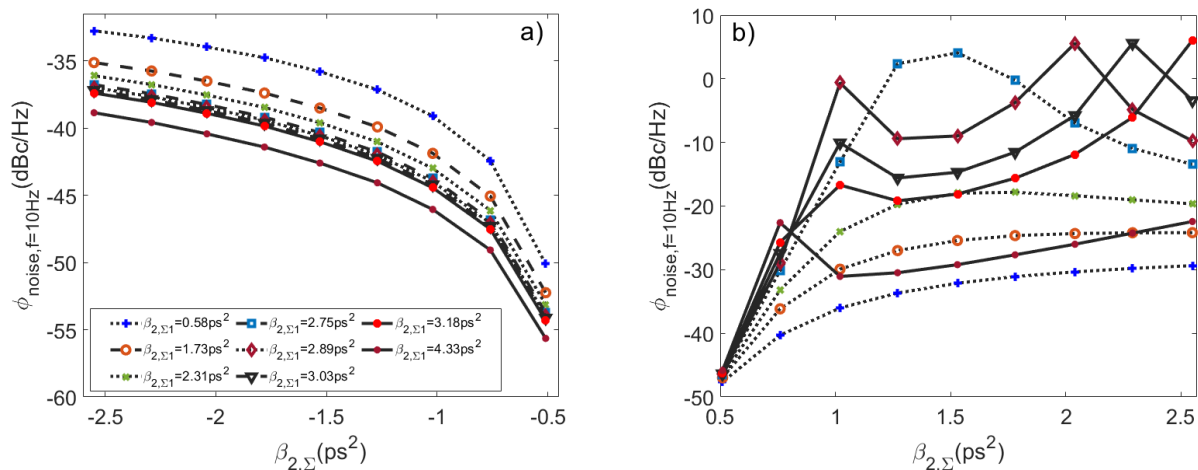 a)
-35
-40
-45
-50
-55
-60
ϕnoise,f=10Hz(dBc/Hz)
β2,Σ1=0.58ps2
β2,Σ1=2.75ps2
β2,Σ1=3.18ps2
β2,Σ1=1.73ps2
β2,Σ1=2.89ps2
β2,Σ1=4.33ps2
β2,Σ1=2.31ps2
β2,Σ1=3.03ps2
-2.5 -2 -1.5 -1 -0.5
β2,Σ(ps2)
b)
10
0
-10
-20
-30
-40
-50
ϕnoise,f=10Hz(dBc/Hz)
0.5 1 1.5 2 2.5
β2,Σ(ps2)